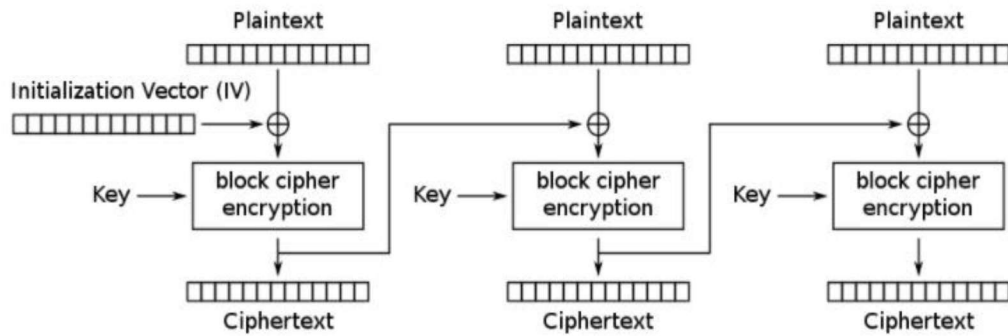 Plaintext
Plaintext
Plaintext
Initialization Vector (IV)
Key
block cipher
encryption
Key
block cipher
encryption
Key
block cipher
encryption
Ciphertext
Ciphertext
Ciphertext